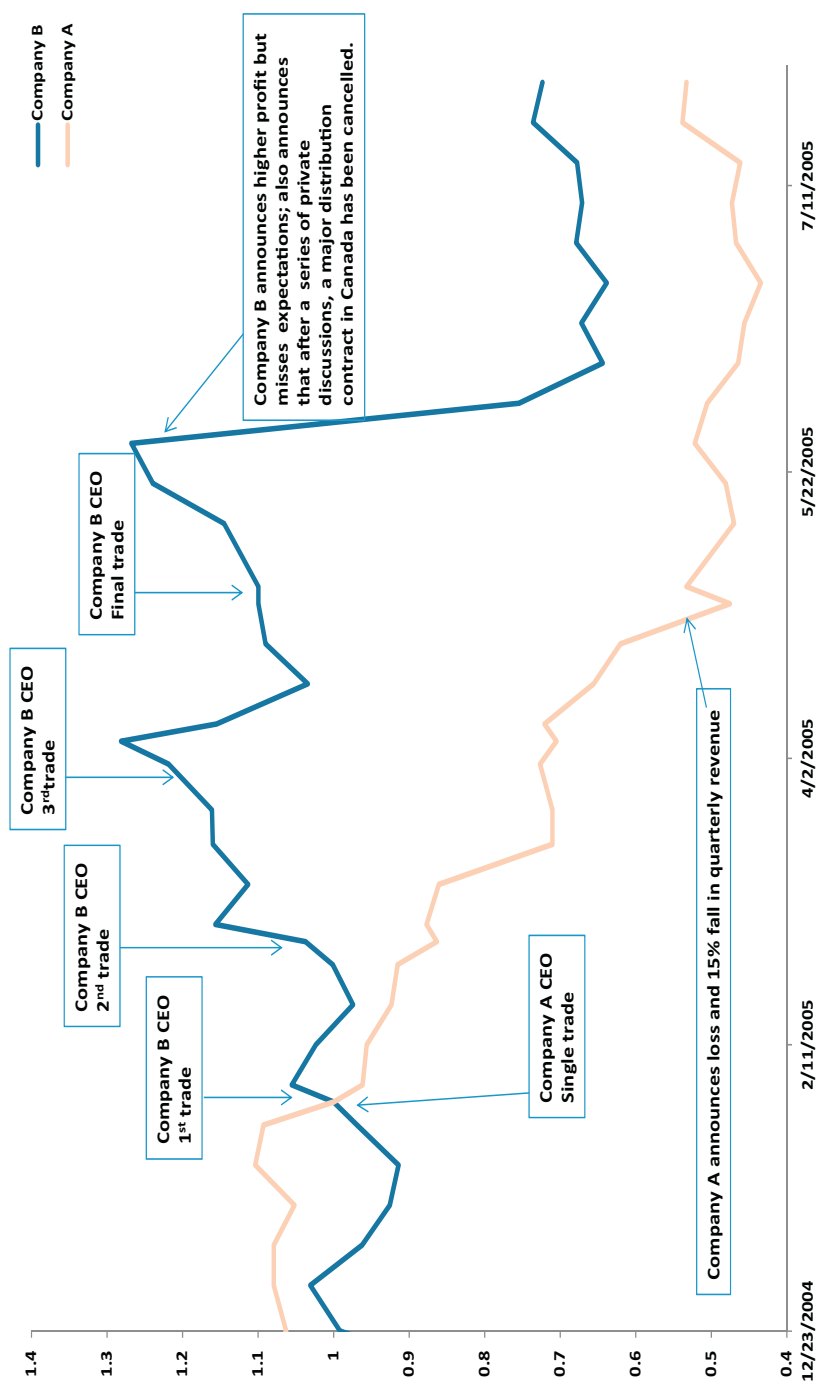 Company B
Company A
1.4
1.3
1.2
1.1
1
0.9
0.8
0.7
0.6
0.5
0.4
Company B CEO
1st trade
Company B CEO
2nd trade
Company B CEO
3rdtrade
Company B CEO
Final trade
Company B announces higher profit but
misses expectations; also announces
that after a series of private
discussions, a major distribution
contract in Canada has been cancelled.
Company A CEO
Single trade
Company A announces loss and 15% fall in quarterly revenue
12/23/2004
2/11/2005
4/2/2005
5/22/2005
7/11/2005